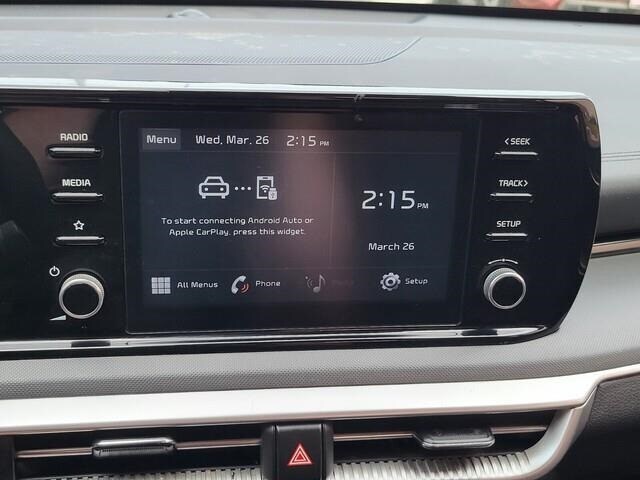 RADIO
MEDIA
Menu Wed, Mar. 26 2:15 PM
To start connecting Android Auto or
Apple CarPlay, press this widget.
2:15 PM
March 26
All Menus Phone Media Setup
< SEEK
TRACK >
SETUP